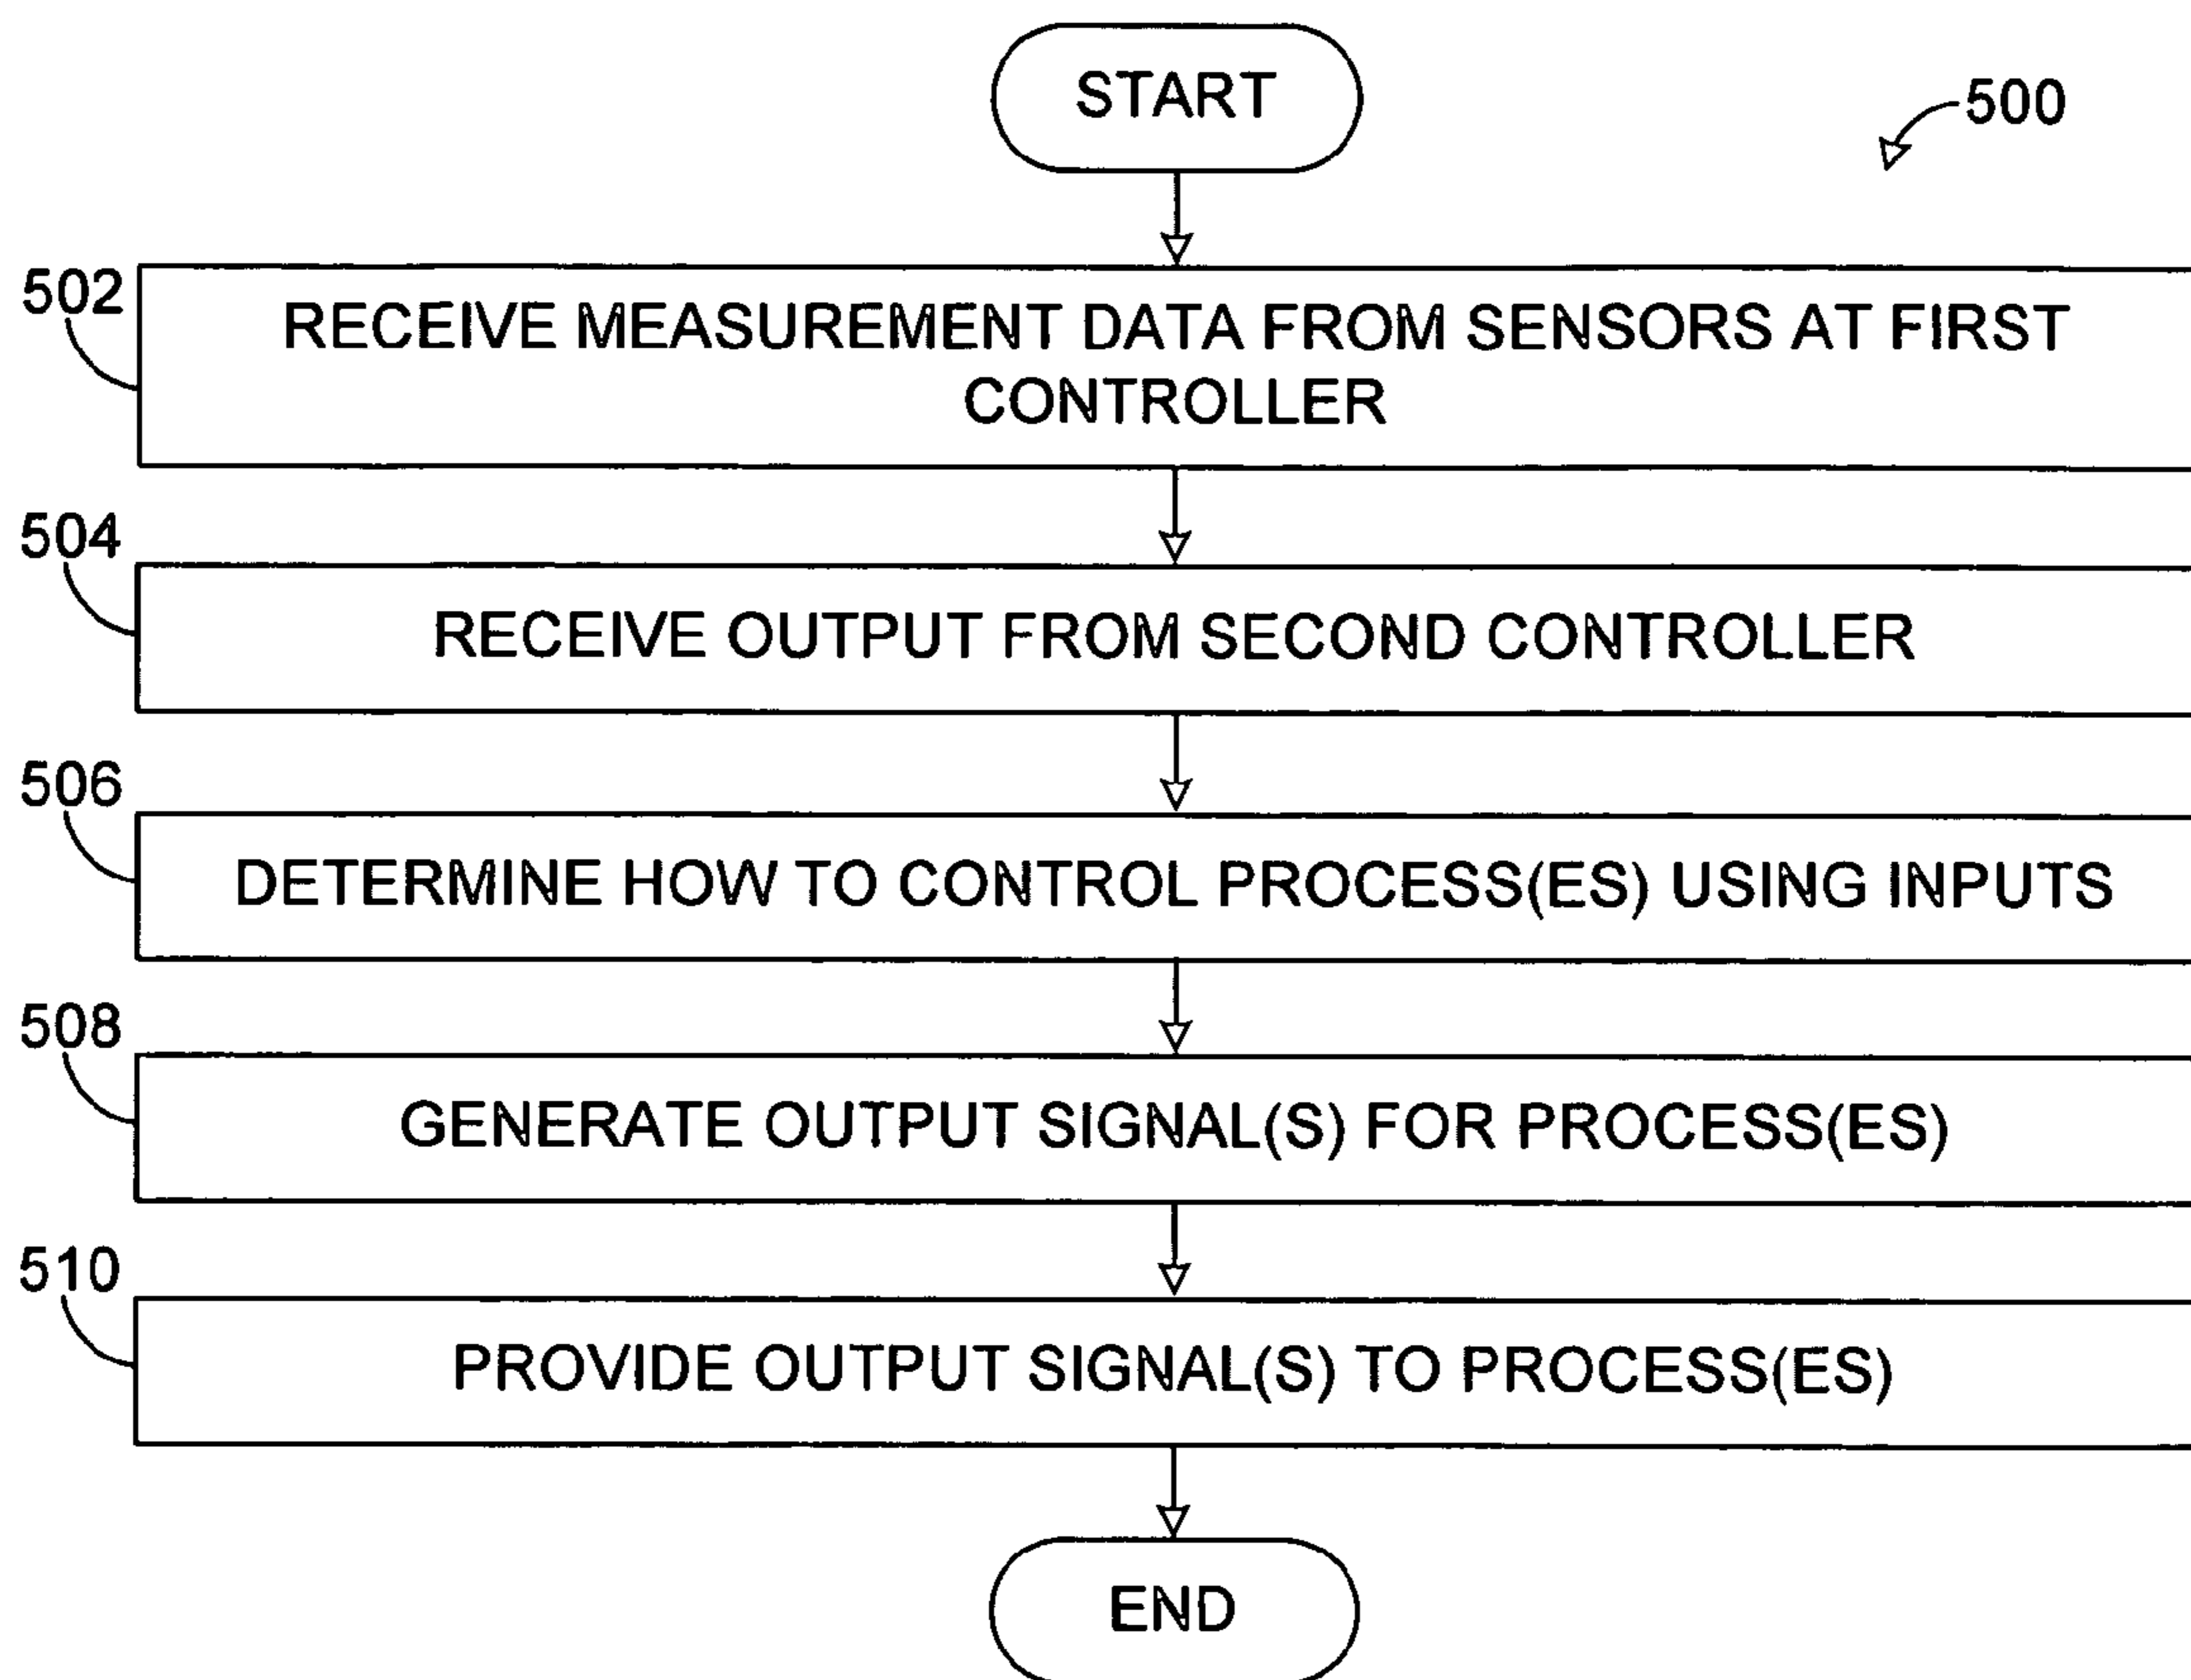 START
500
502
RECEIVE MEASUREMENT DATA FROM SENSORS AT FIRST
CONTROLLER
504
RECEIVE OUTPUT FROM SECOND CONTROLLER
506
DETERMINE HOW TO CONTROL PROCESS(ES) USING INPUTS
508
GENERATE OUTPUT SIGNAL(S) FOR PROCESS(ES)
510
PROVIDE OUTPUT SIGNAL(S) TO PROCESS(ES)
END